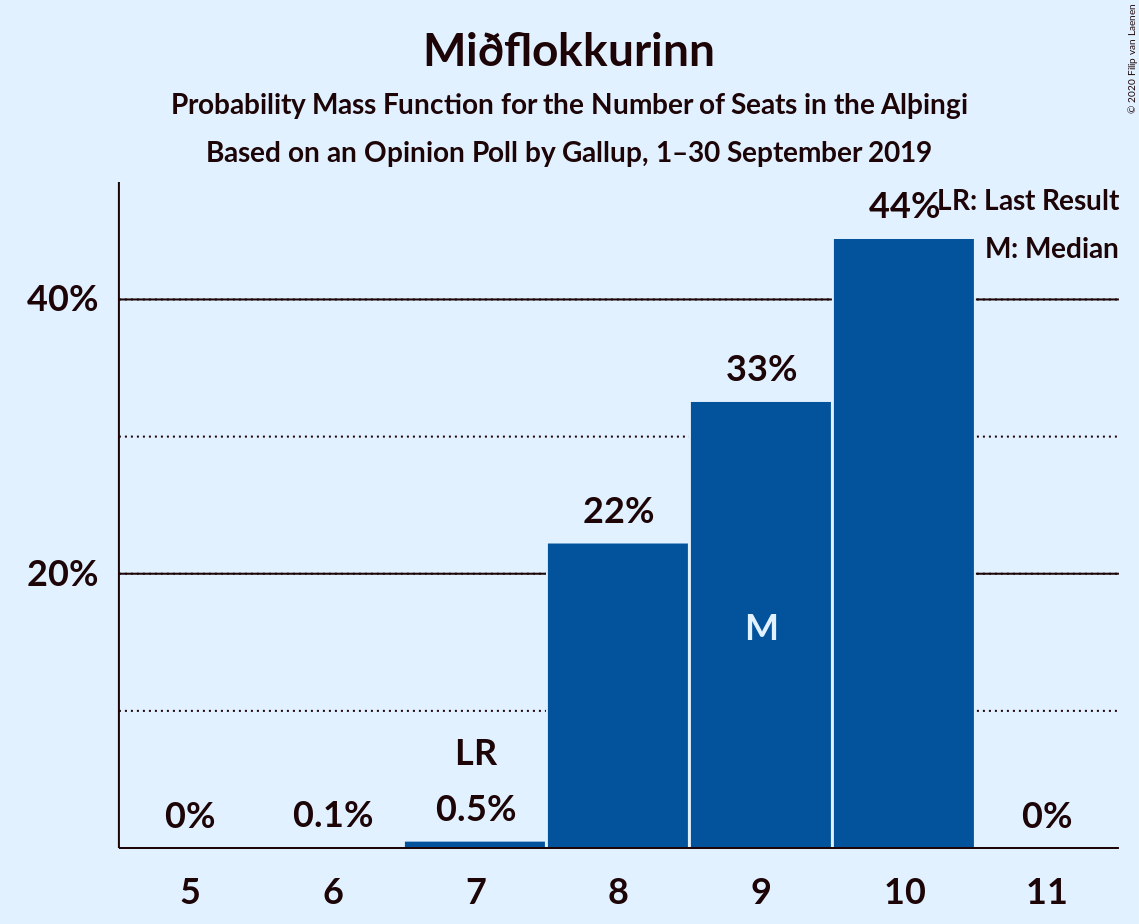 Miðflokkurinn
Probability Mass Function for the Number of Seats in the Alþingi
Based on an Opinion Poll by Gallup, 1–30 September 2019
© 2020 Filip van Laenen
LR: Last Result
M: Median
40%
20%
0%
0.1%
LR
0.5%
22%
33%
M
44%
0%
5 6 7 8 9 10 11